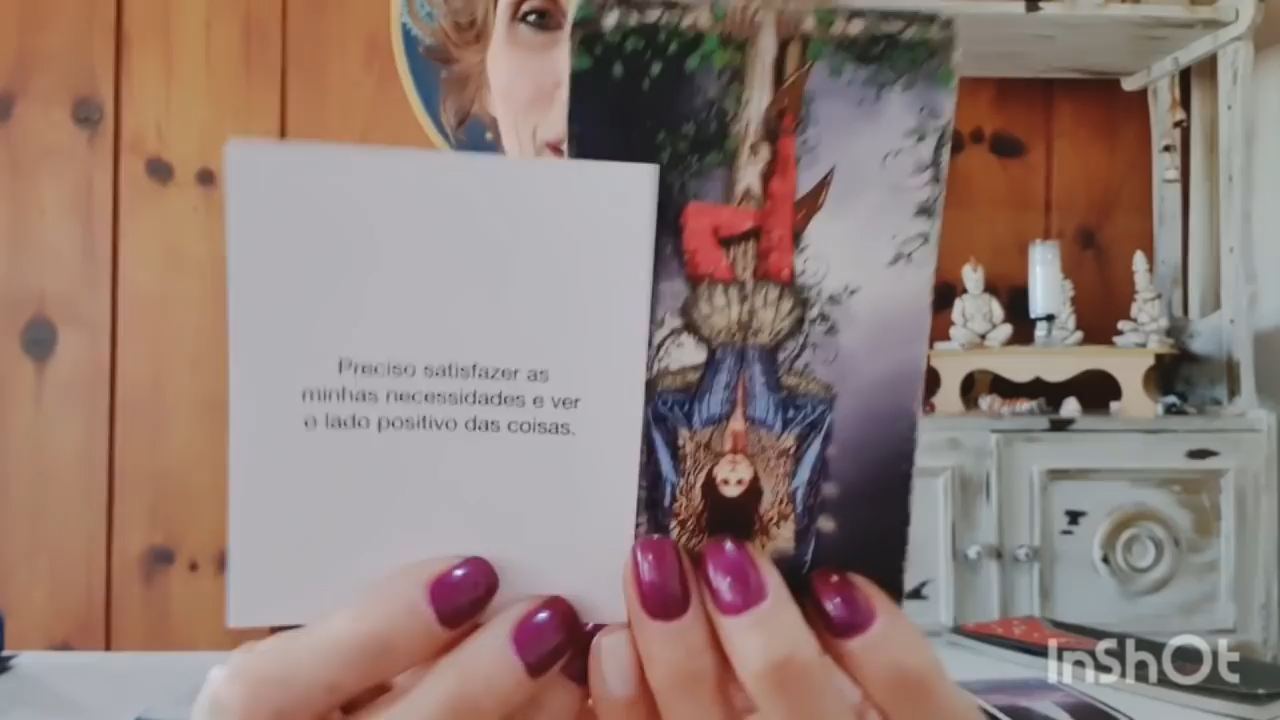 Preciso satisfazer as
minhas necessidades e ver
o lado positivo das coisas.
InShOt